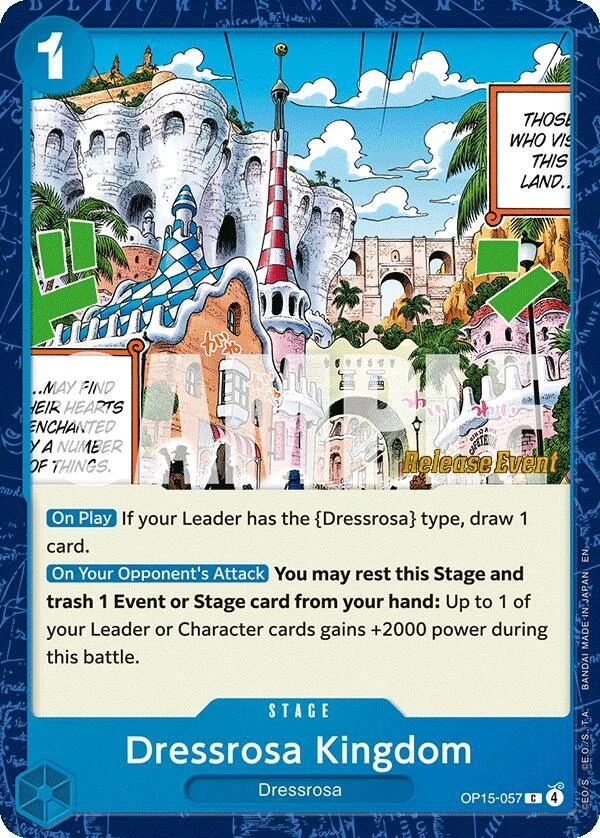 1
THOSE
WHO VIS
THIS
LAND..
...MAY FIND
HEIR HEARTS
ENCHANTED
Y A NUMBER
OF THINGS.
SAMPLE
Release Event
On Play If your Leader has the {Dressrosa} type, draw 1
card.
On Your Opponent's Attack You may rest this Stage and
trash 1 Event or Stage card from your hand: Up to 1 of
your Leader or Character cards gains +2000 power during
this battle.
STAGE
Dressrosa Kingdom
Dressrosa
OP15-057 C 4
©E.O./S. ©E.O./S.,T.A. BANDAI MADE IN JAPAN EN